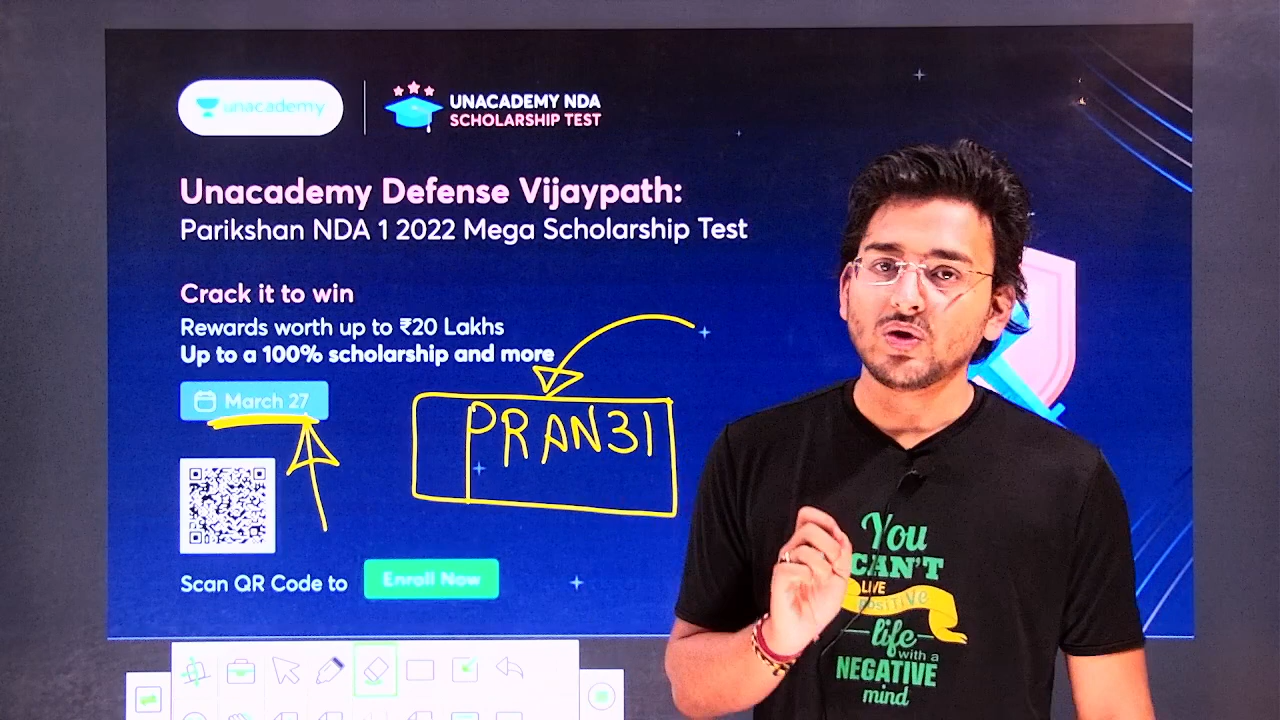 unacademy
UNACADEMY NDA
SCHOLARSHIP TEST
Unacademy Defense Vijaypath:
Parikshan NDA 1 2022 Mega Scholarship Test
Crack it to win
Rewards worth up to ₹20 Lakhs
Up to a 100% scholarship and more
March 27
PRAN31
Scan QR Code to
Enroll Now
You
CAN'T
LIVE
POSITIVE
life
with a
NEGATIVE
mind